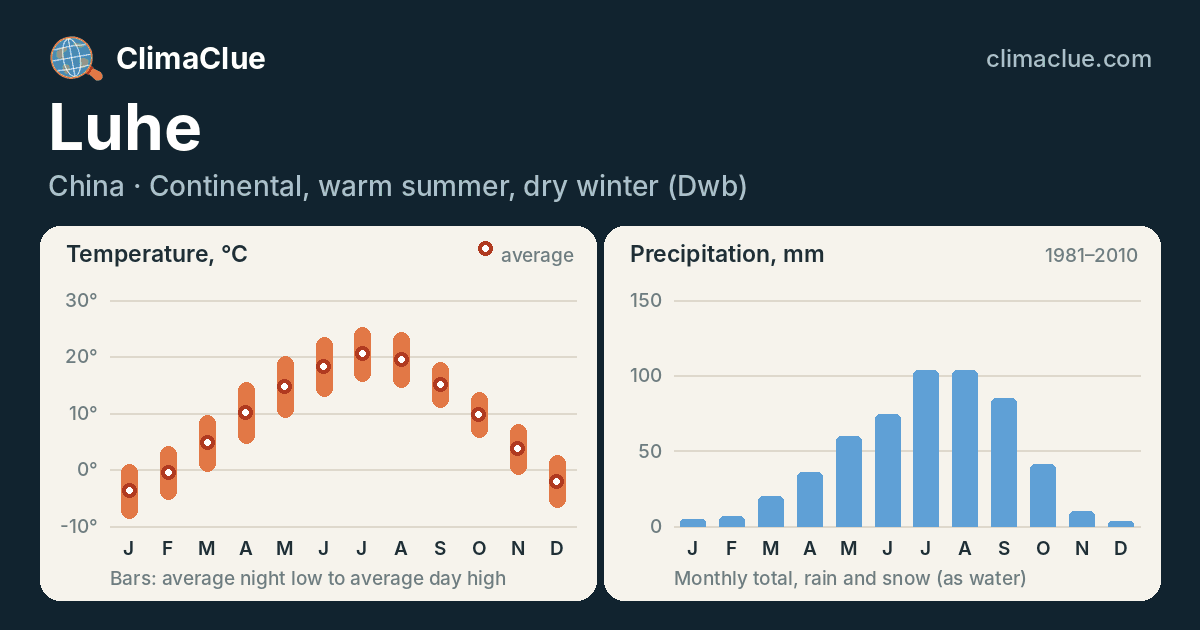 ClimaClue
climaclue.com
Luhe
China · Continental, warm summer, dry winter (Dwb)
Temperature, °C
average
30°
20°
10°
0°
-10°
J F M A M J J A S O N D
Bars: average night low to average day high
Precipitation, mm
1981–2010
150
100
50
0
J F M A M J J A S O N D
Monthly total, rain and snow (as water)